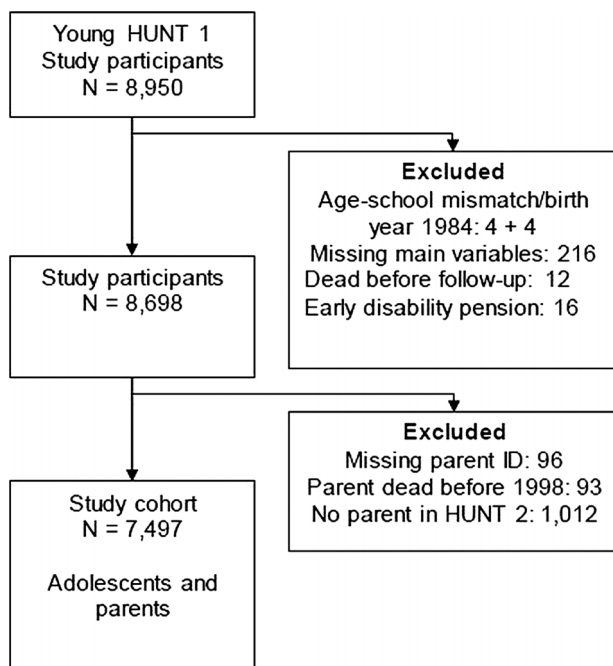 Young HUNT 1
Study participants
N = 8,950
Excluded
Age-school mismatch/birth
year 1984: 4 + 4
Missing main variables: 216
Dead before follow-up: 12
Early disability pension: 16
Study participants
N = 8,698
Excluded
Missing parent ID: 96
Parent dead before 1998: 93
No parent in HUNT 2: 1,012
Study cohort
N = 7,497
Adolescents and
parents